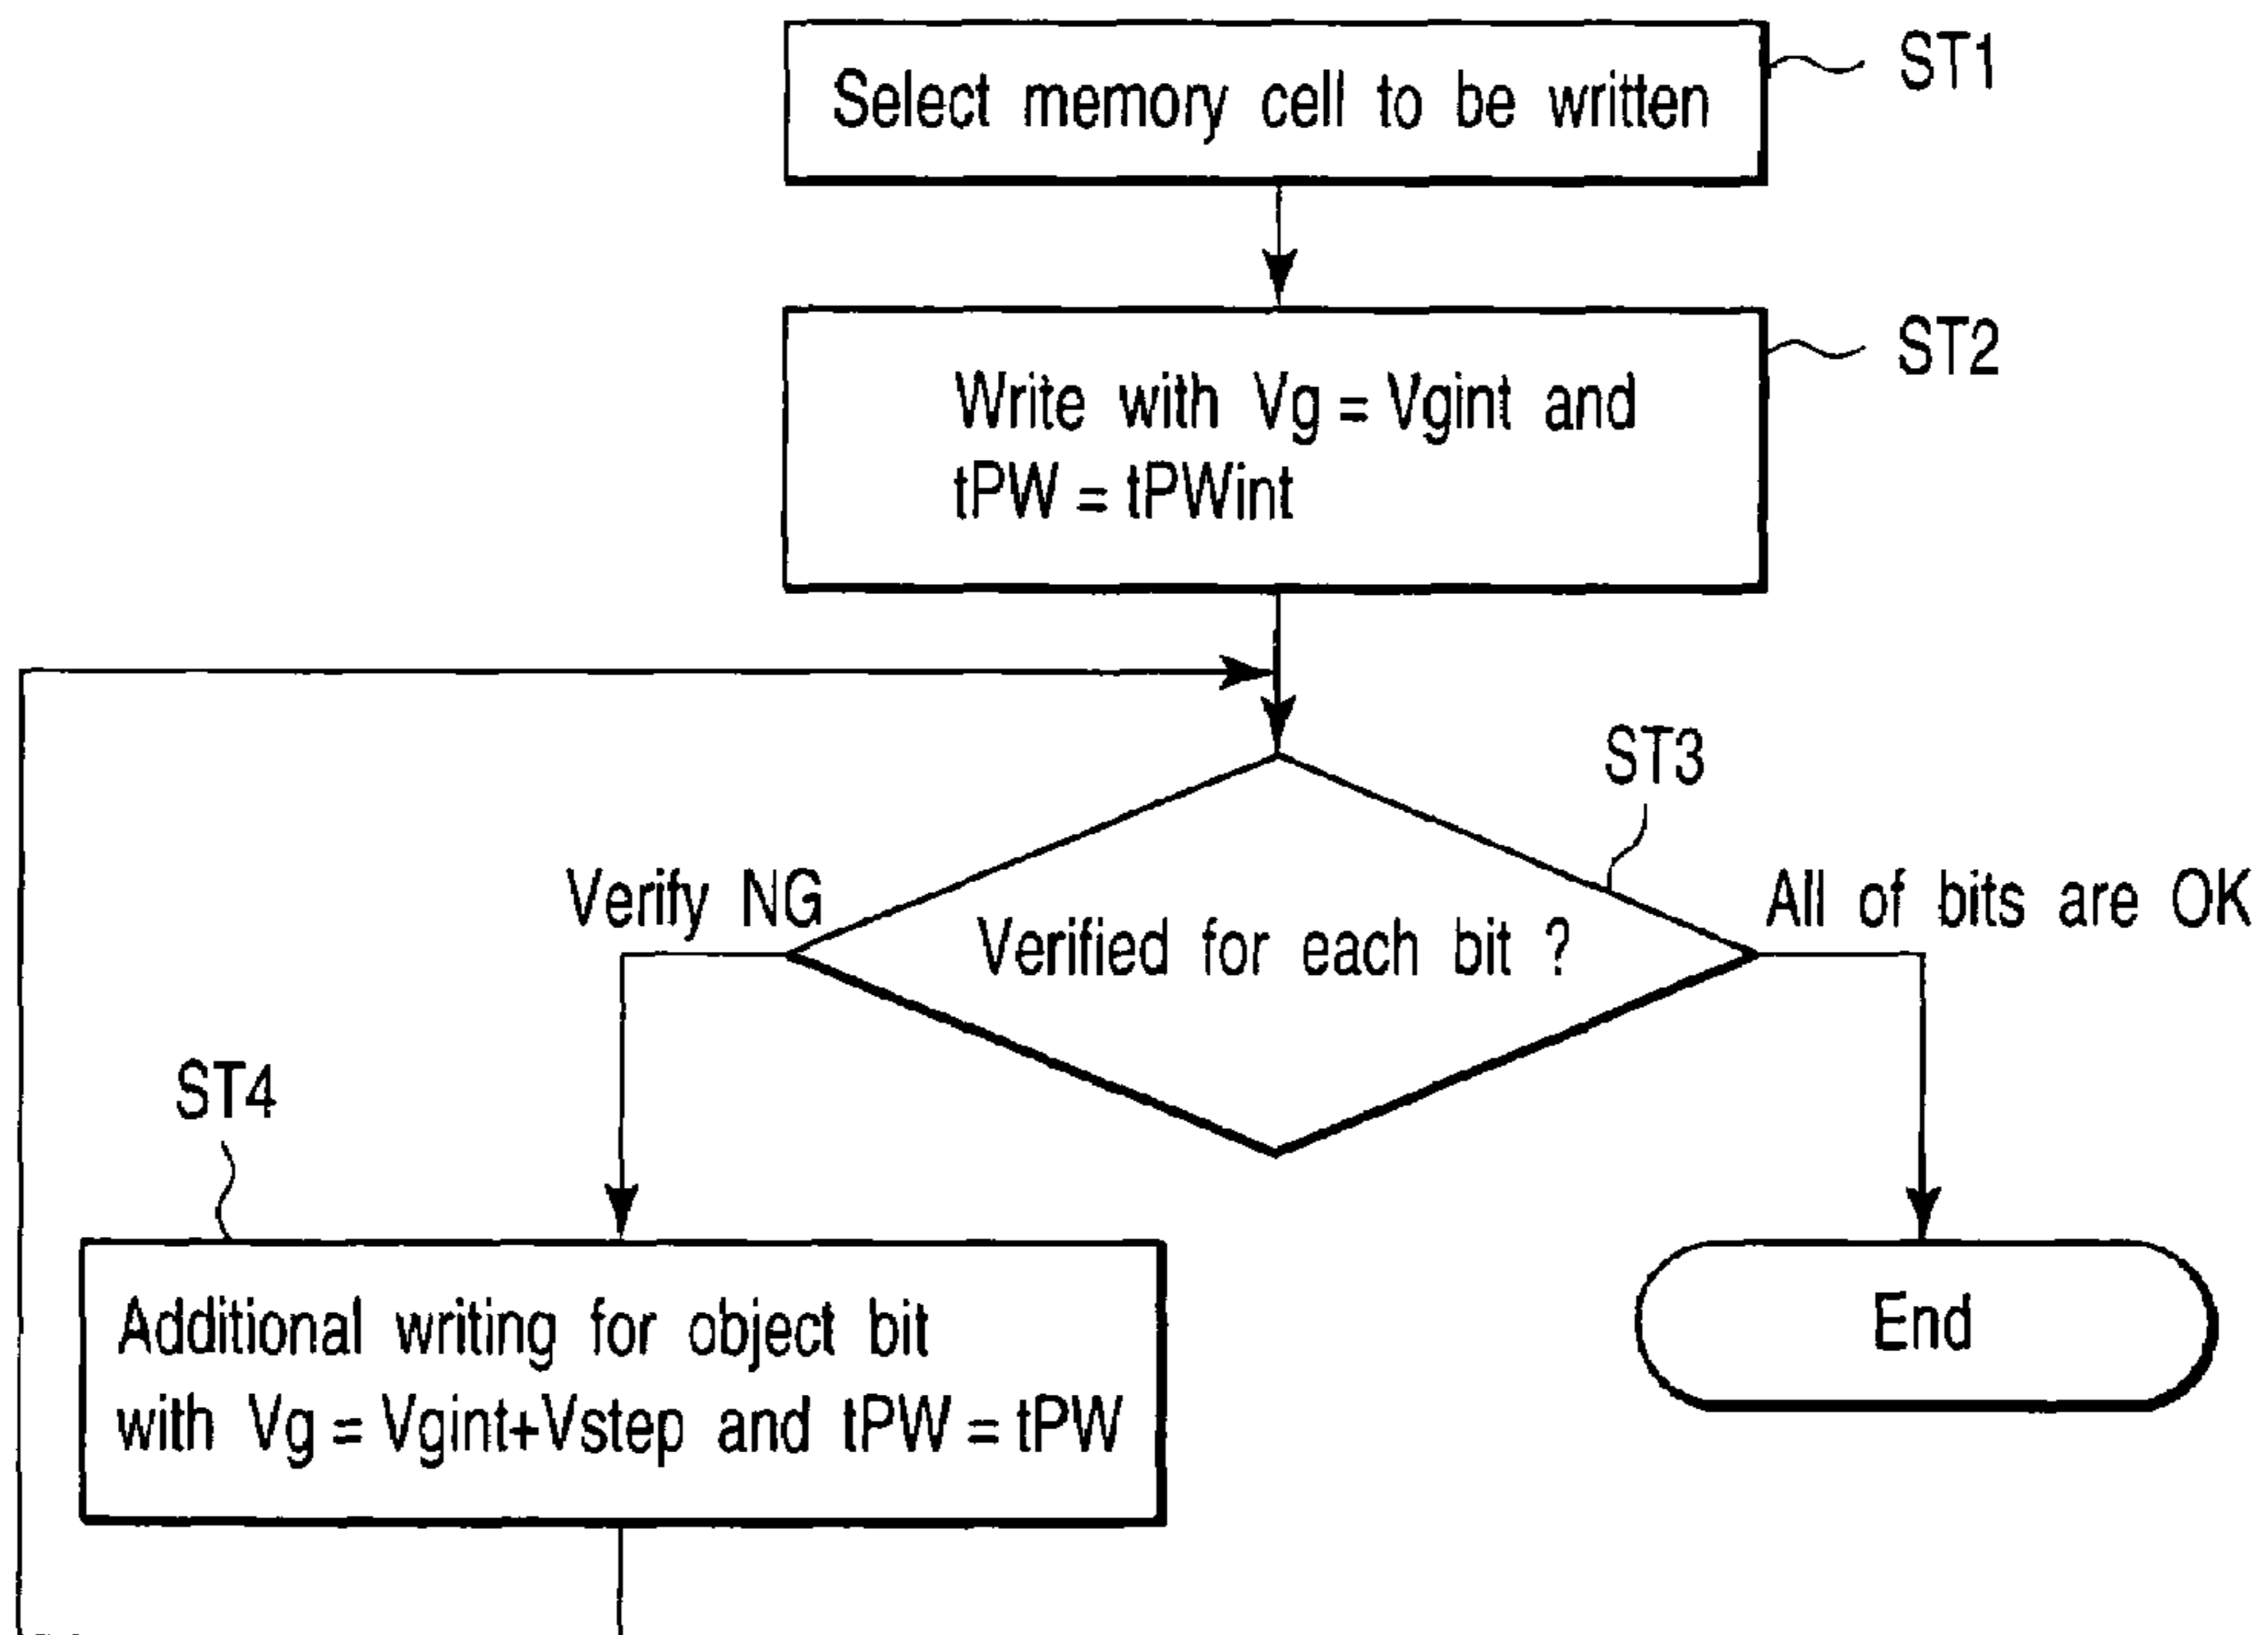 Select memory cell to be written
ST1
Write with Vg = Vgint and
tPW = tPWint
ST2
ST3
Verified for each bit ?
Verify NG
All of bits are OK
ST4
Additional writing for object bit
with Vg = Vgint+Vstep and tPW = tPW
End